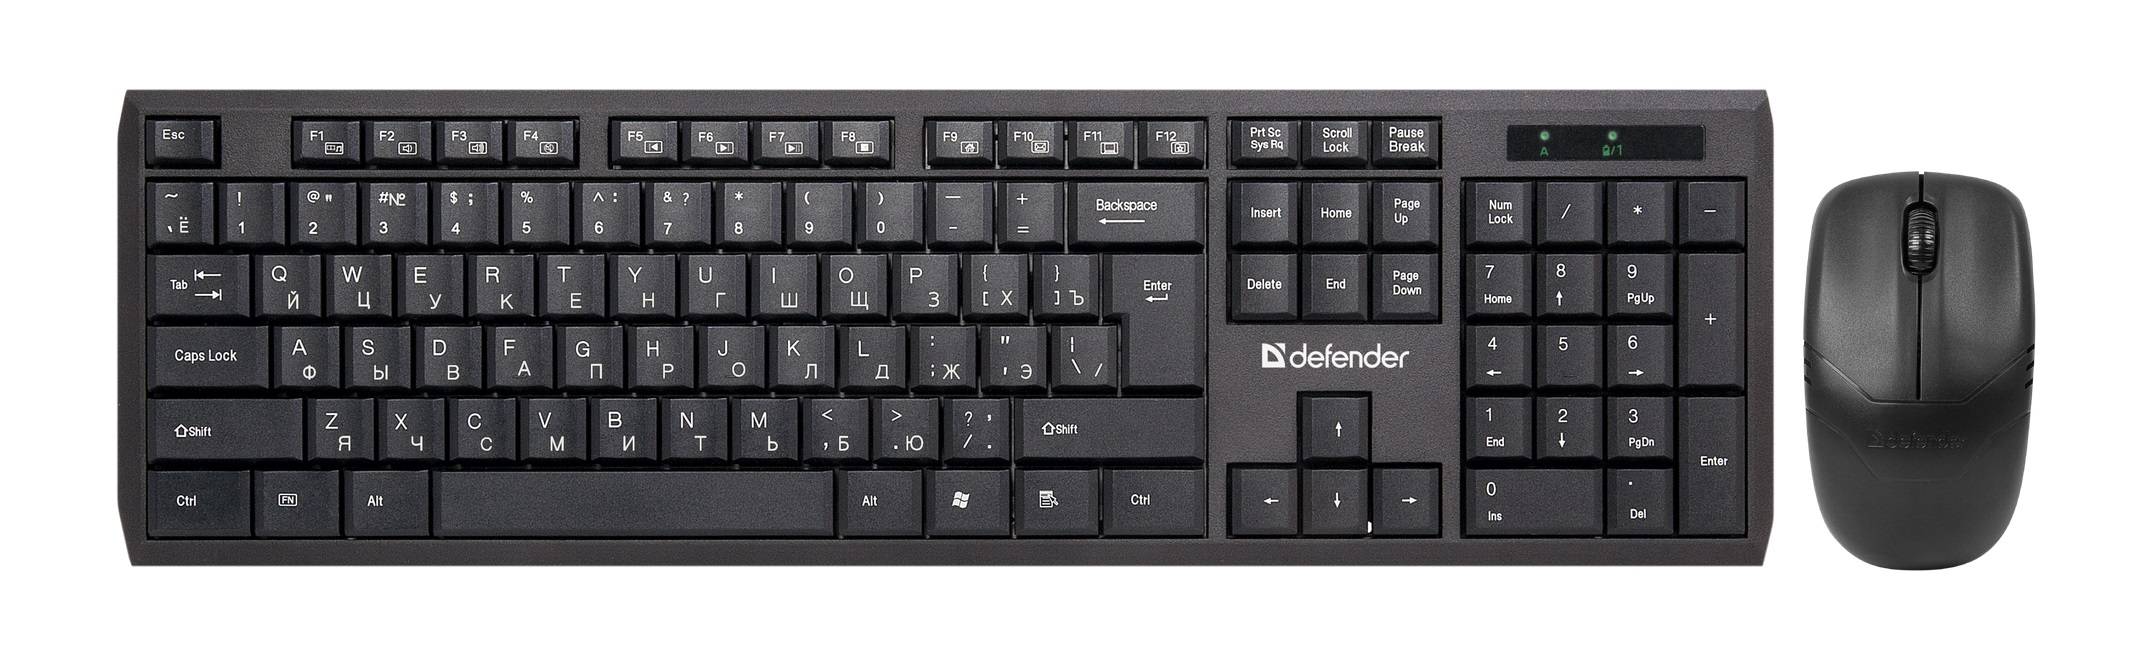 Esc F1 F2 F3 F4 F5 F6 F7 F8 F9 F10 F11 F12 Prt Sc Scroll Pause
Sys Rq Lock Break
A /1
~ ! @ " # № $ ; % ^ : & ? * ( ) — + Backspace Insert Home Page Num / * −
` Ё 1 2 3 4 5 6 7 8 9 0 - = Up Lock
Tab Q W E R T Y U I O P { } Enter Delete End Page 7 8 9 +
Й Ц У К Е Н Г Ш Щ З [ Х ] Ъ Down Home ↑ PgUp
Caps Lock A S D F G H J K L : " | defender 4 5 6
Ф Ы В А П Р О Л Д ; Ж ' Э \ / ← →
Shift Z X C V B N M < > ? , Shift ↑ 1 2 3 Enter
Я Ч С М И Т Ь , Б . Ю / . End ↓ PgDn
Ctrl FN Alt Alt Ctrl ← ↓ → 0 .
Ins Del
defender